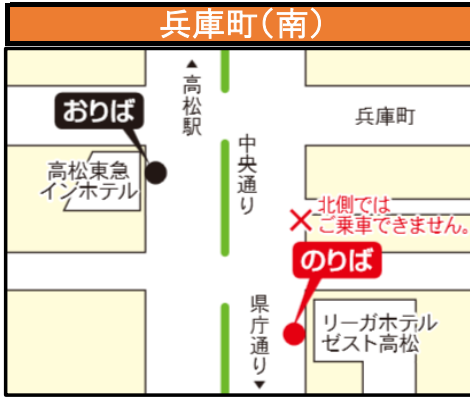 兵庫町(南)
▲高松駅
おりば
兵庫町
高松東急
インホテル
中央通り
北側では
ご乗車できません。
のりば
県庁通り▼
リーガホテル
ゼスト高松